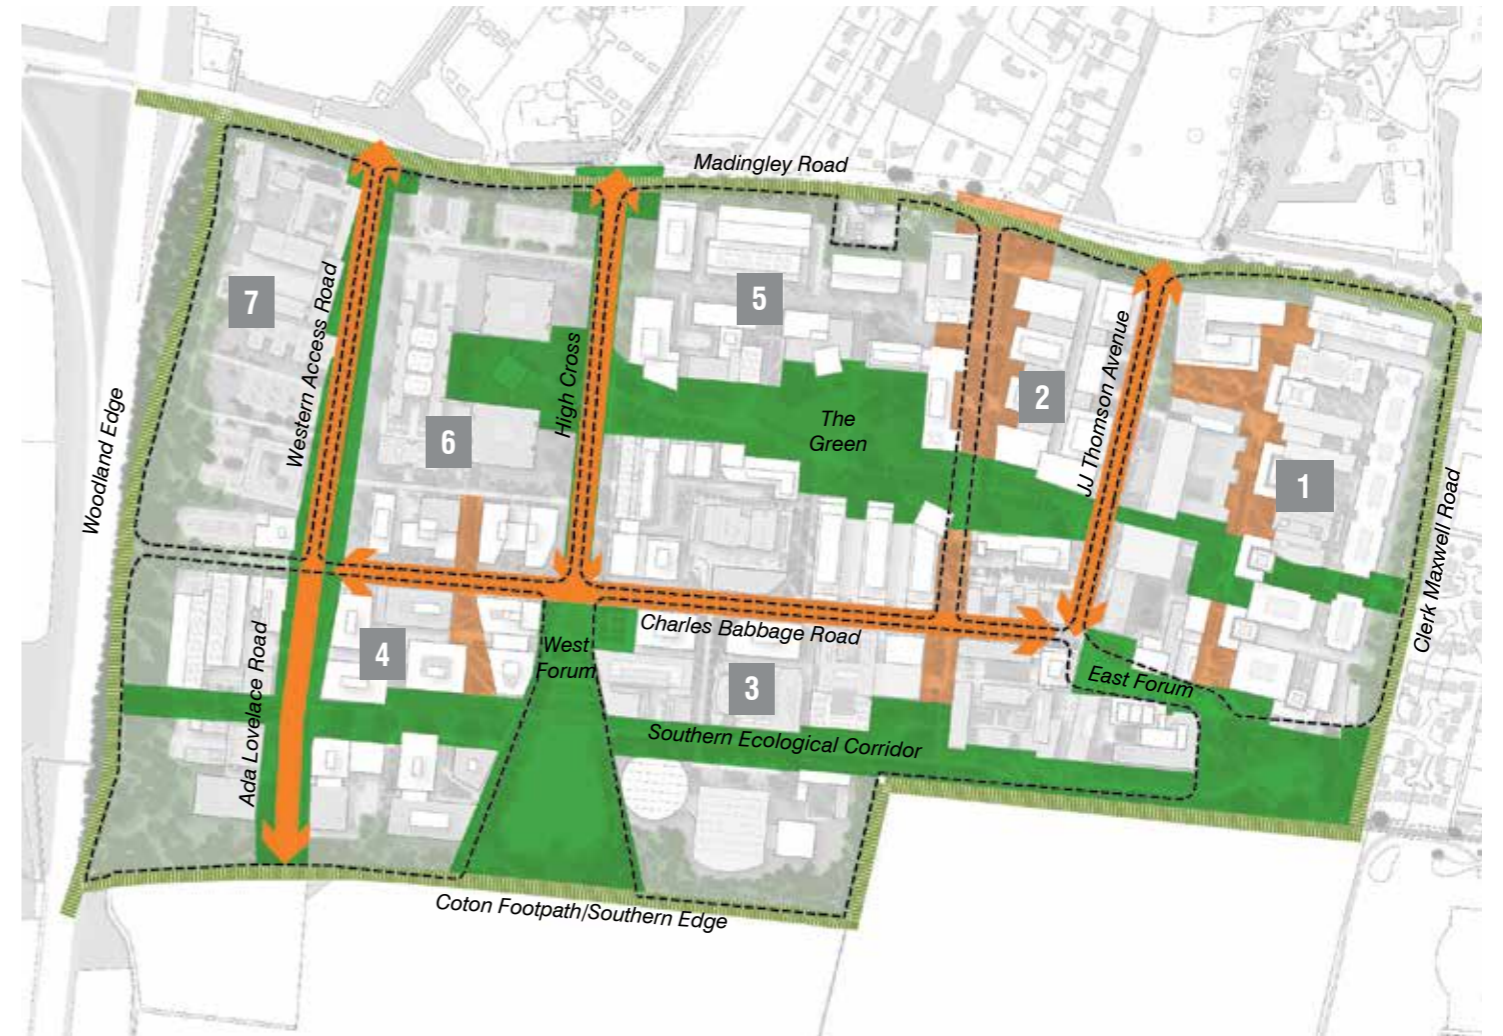 Madingley Road
7
Western Access Road
High Cross
5
2
JJ Thomson Avenue
The
Green
Woodland Edge
6
1
Clerk Maxwell Road
Charles Babbage Road
West
Forum
4
Ada Lovelace Road
3
East Forum
Southern Ecological Corridor
Coton Footpath/Southern Edge